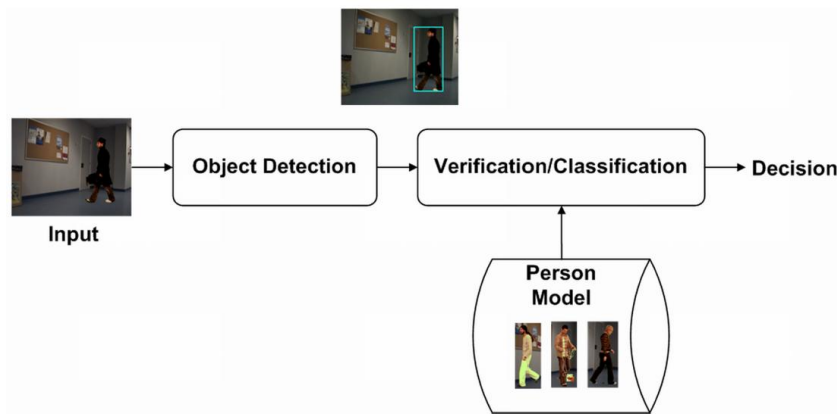 Object Detection
Verification/Classification
Decision
Input
Person
Model